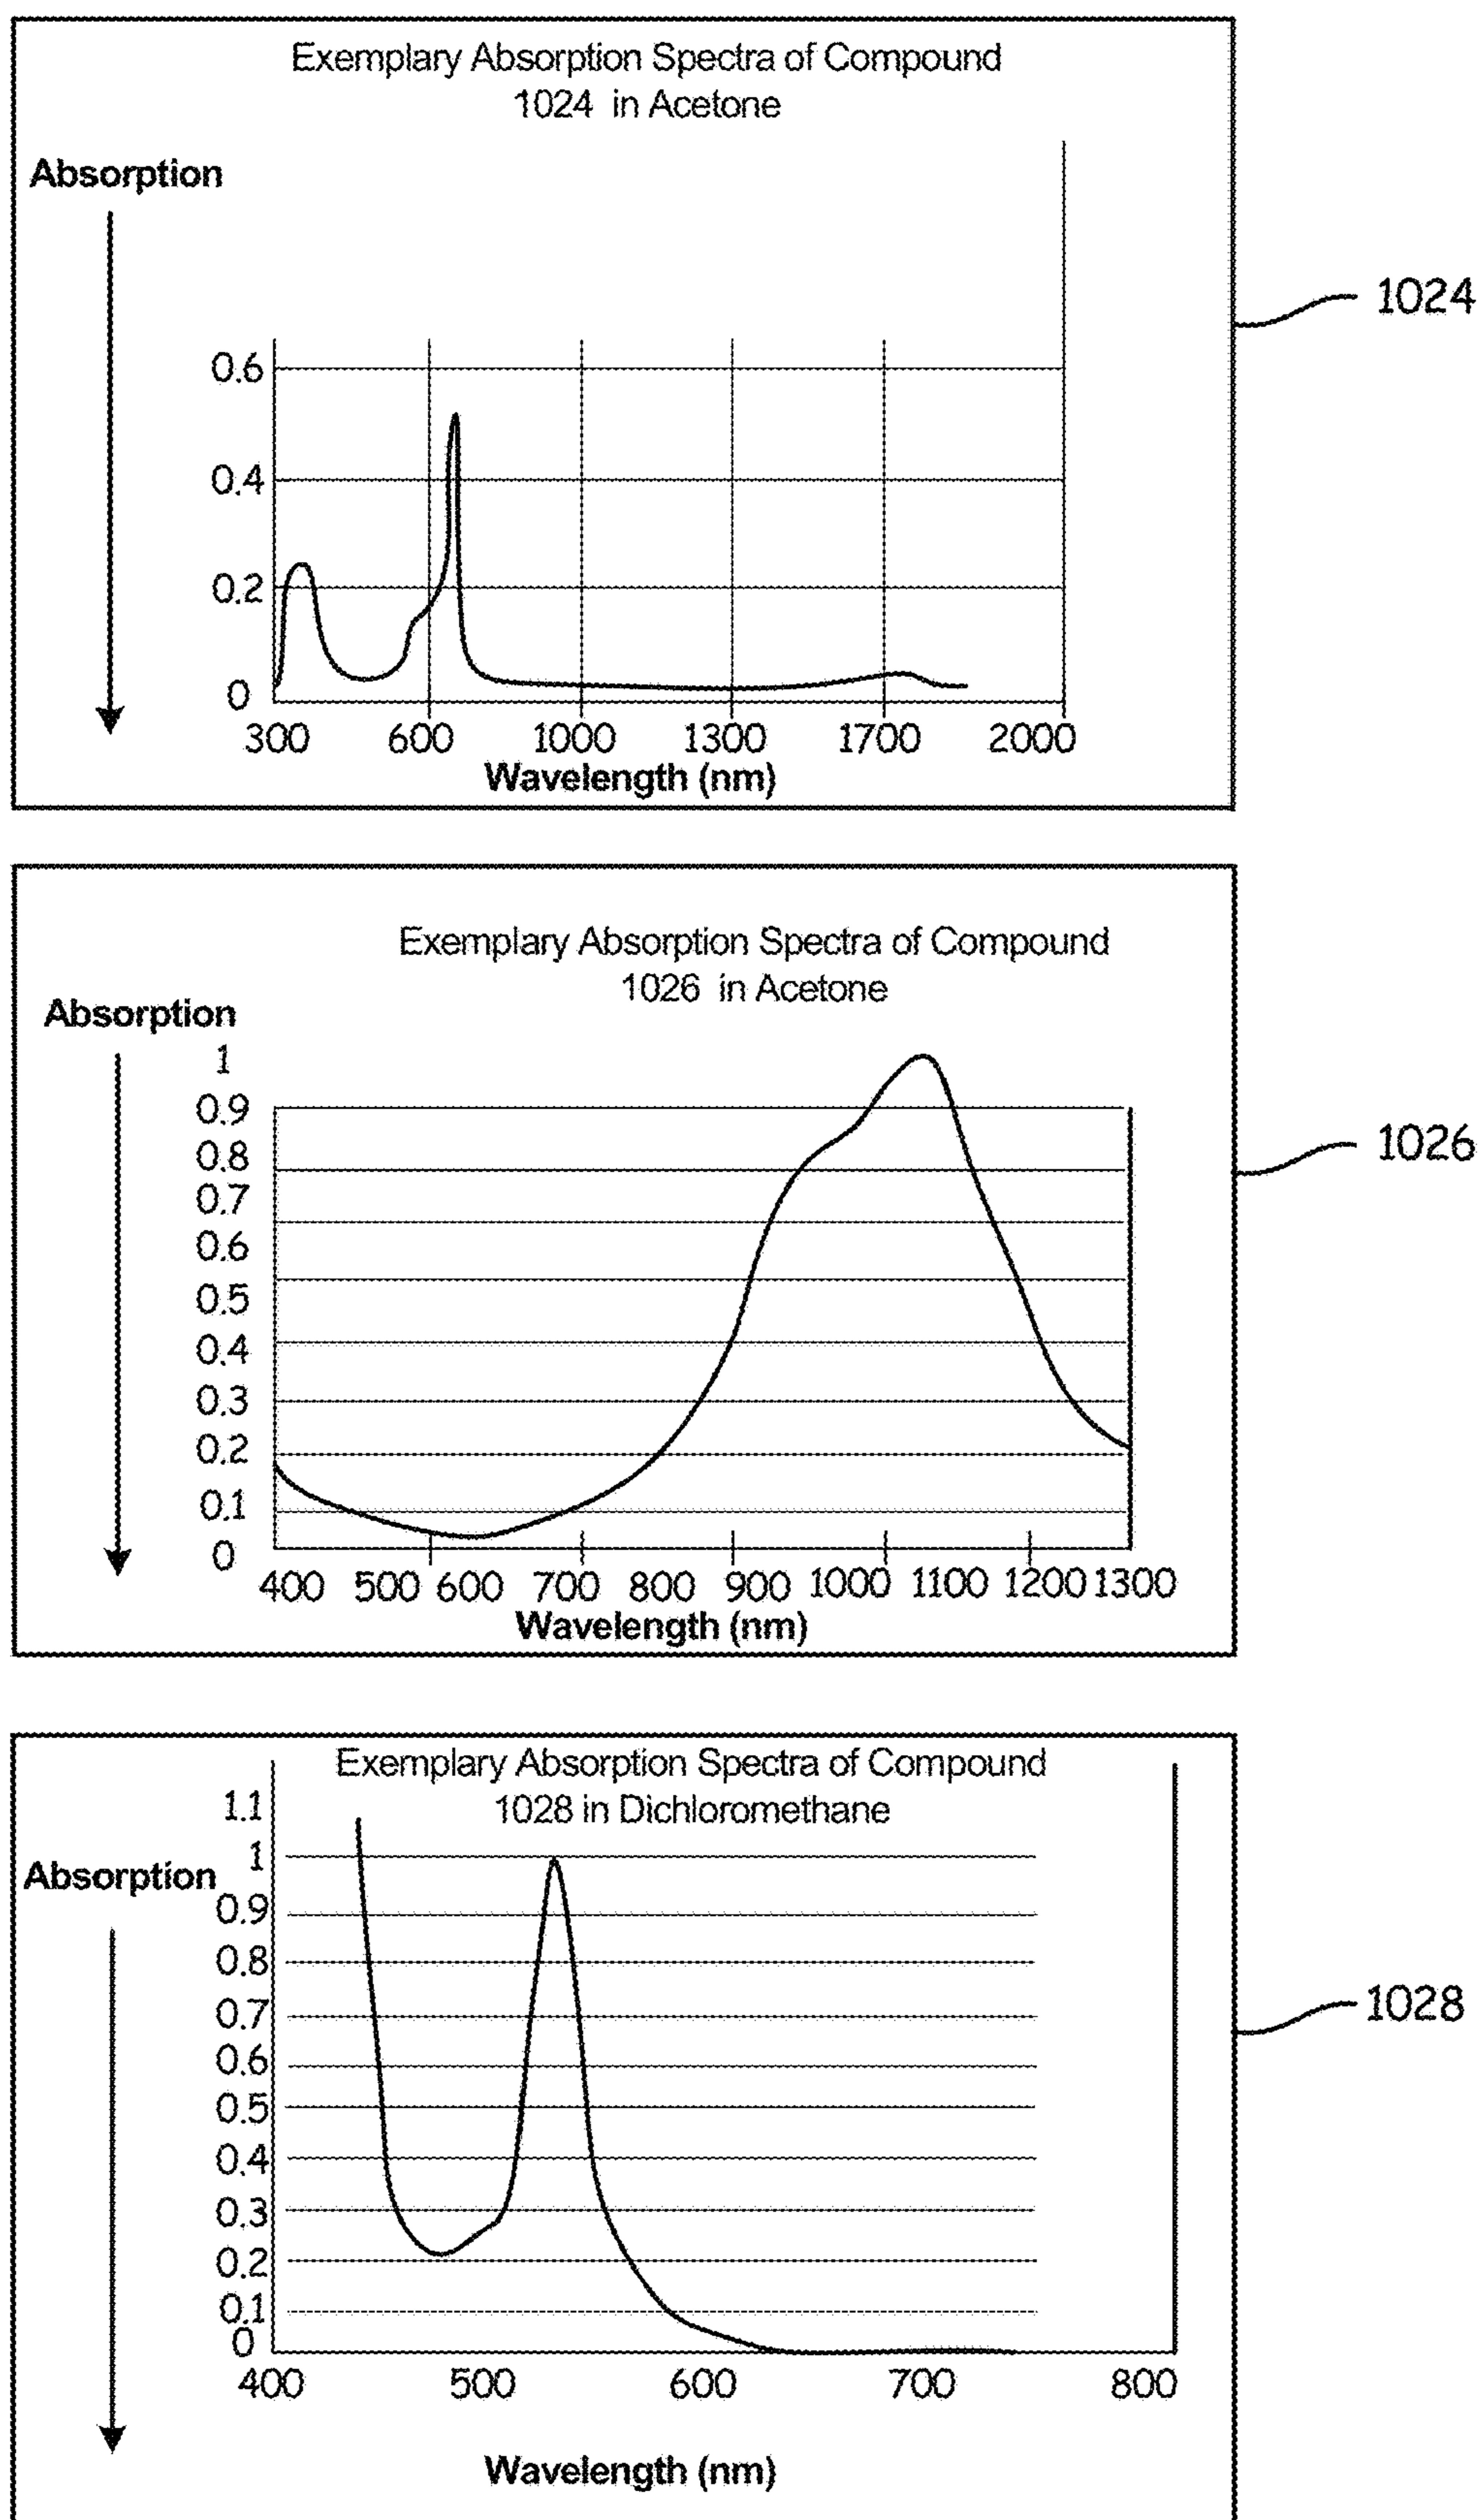 Exemplary Absorption Spectra of Compound
1024 in Acetone
Absorption
1024
0.6
0.4
0.2
0
300 600 1000 1300 1700 2000
Wavelength (nm)
Exemplary Absorption Spectra of Compound
1026 in Acetone
Absorption
1
0.9
1026
0.8
0.7
0.6
0.5
0.4
0.3
0.2
0.1
0
400 500 600 700 800 900 1000 1100 1200 1300
Wavelength (nm)
Exemplary Absorption Spectra of Compound
1028 in Dichloromethane
1.1
1
Absorption
0.9
0.8
1028
0.7
0.6
0.5
0.4
0.3
0.2
0.1
0
400 500 600 700 800
Wavelength (nm)